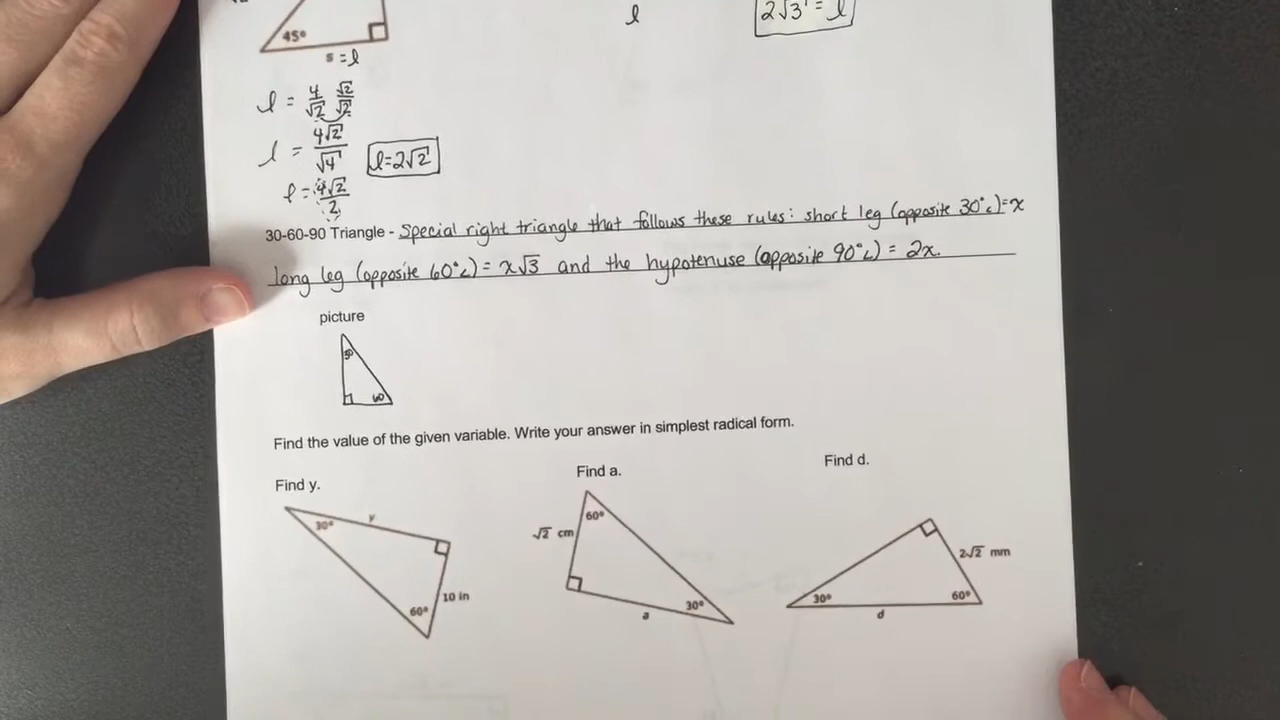 2√3 = l
l
45°
s = l
l = 4/√2 √2/√2
l = 4√2/√4
l=2√2
l = 4√2/2
30-60-90 Triangle - Special right triangle that follows these rules: short leg (opposite 30°∠)=x
long leg (opposite 60°∠) = x√3 and the hypotenuse (opposite 90°∠) = 2x.
picture
30
60
Find the value of the given variable. Write your answer in simplest radical form.
Find y.
Find a.
Find d.
30°
y
10 in
60°
60°
√2 cm
30°
a
2√2 mm
30°
60°
d